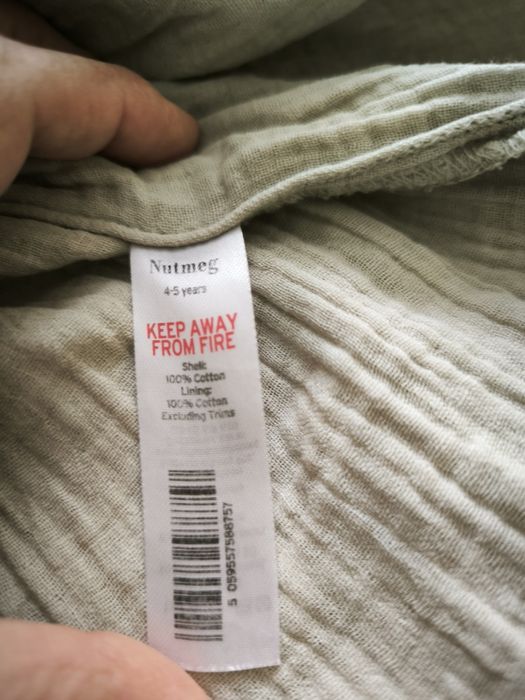 Nutmeg
4-5 years
KEEP AWAY
FROM FIRE
Shell:
100% Cotton
Lining:
100% Cotton
Excluding Trims
5 059557588757